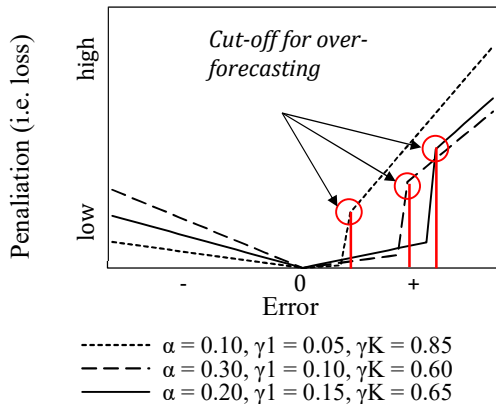 Cut-off for over-
forecasting
high
low
Penaliation (i.e. loss)
-
0
+
Error
α = 0.10, γ1 = 0.05, γK = 0.85
α = 0.30, γ1 = 0.10, γK = 0.60
α = 0.20, γ1 = 0.15, γK = 0.65